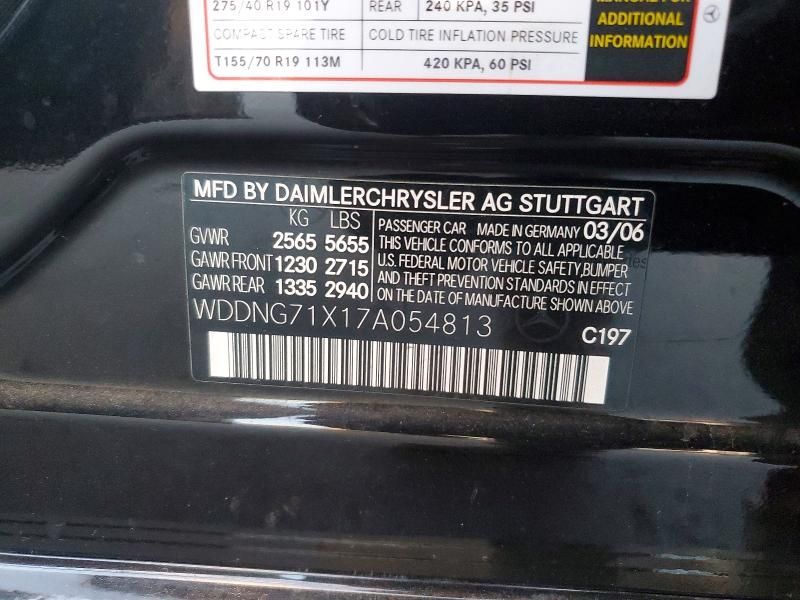 275/40 R19 101Y REAR 240 KPA, 35 PSI
COMPACT SPARE TIRE COLD TIRE INFLATION PRESSURE
T155/70 R19 113M 420 KPA, 60 PSI
MANUAL FOR
ADDITIONAL
INFORMATION
MFD BY DAIMLERCHRYSLER AG STUTTGART
KG LBS
GVWR 2565 5655
GAWR FRONT 1230 2715
GAWR REAR 1335 2940
PASSENGER CAR MADE IN GERMANY 03/06
THIS VEHICLE CONFORMS TO ALL APPLICABLE
U.S. FEDERAL MOTOR VEHICLE SAFETY, BUMPER
AND THEFT PREVENTION STANDARDS IN EFFECT
ON THE DATE OF MANUFACTURE SHOWN ABOVE
WDDNG71X17A054813
C197